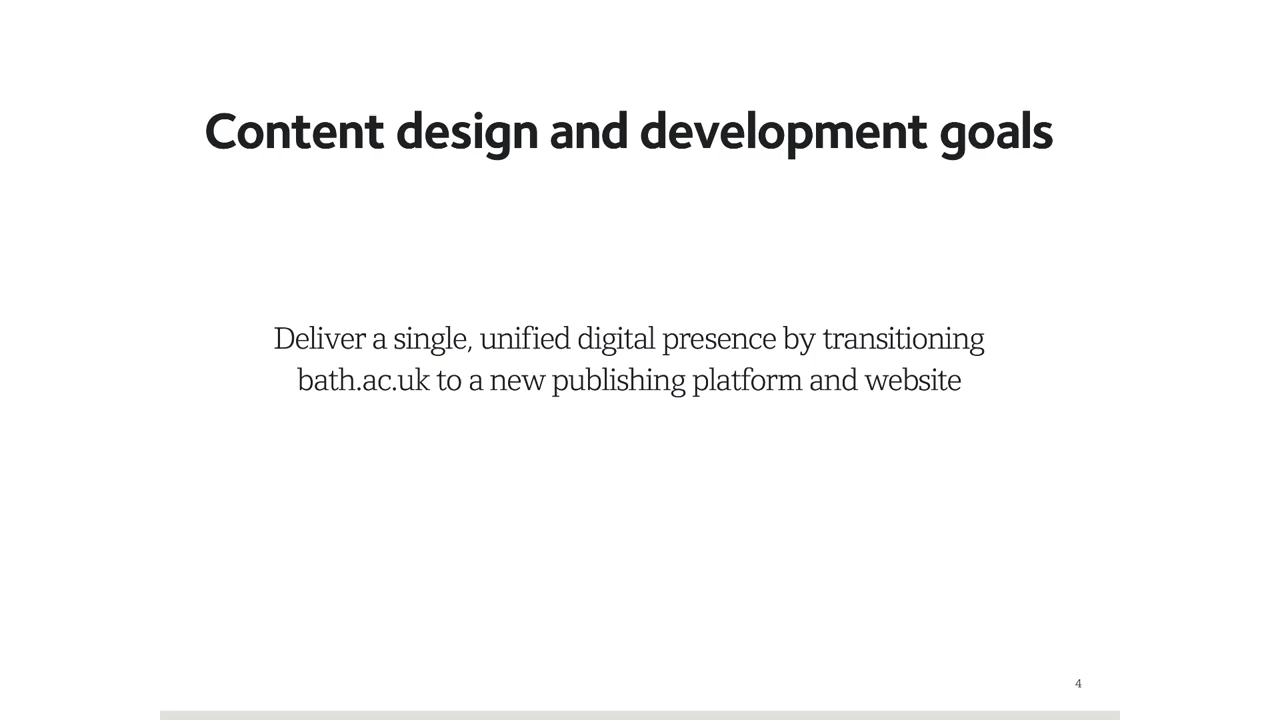 Content design and development goals
Deliver a single, unified digital presence by transitioning
bath.ac.uk to a new publishing platform and website
4